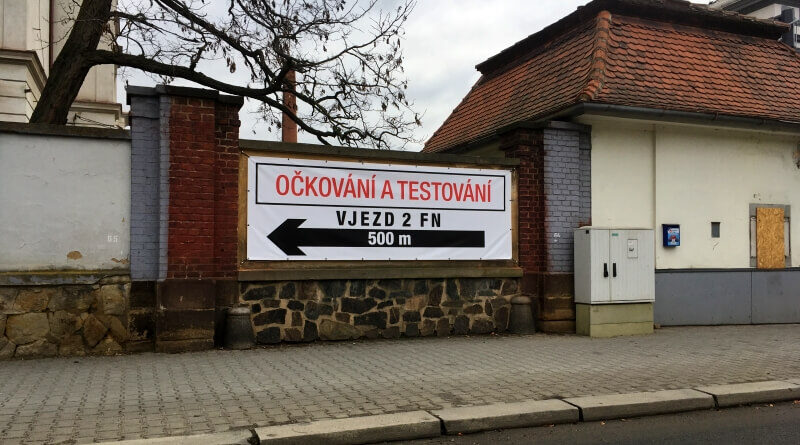 OČKOVÁNÍ A TESTOVÁNÍ
VJEZD 2 FN
500 m